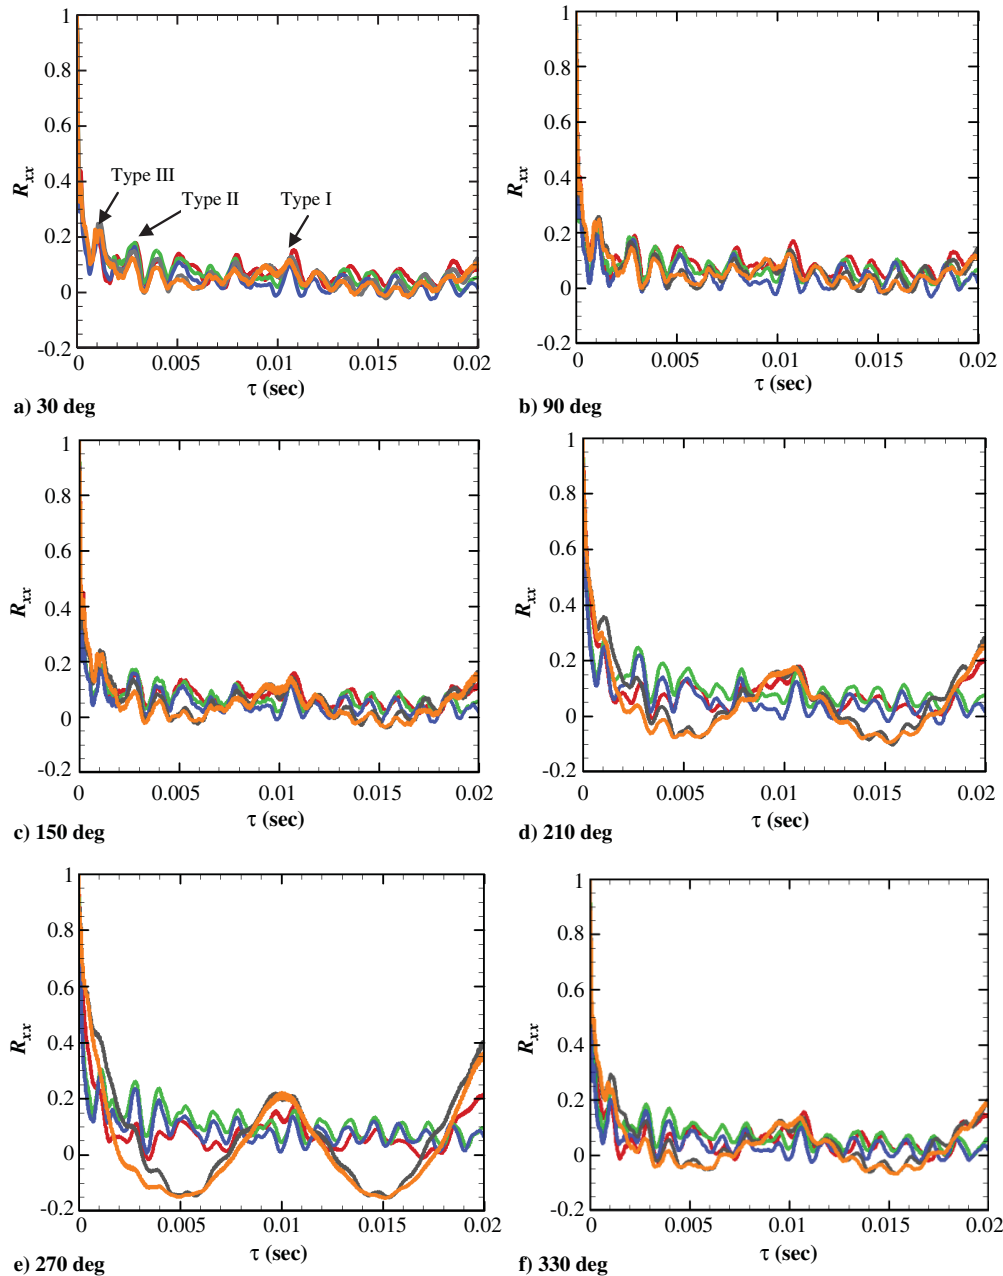 1
0.8
0.6
0.4
0.2
0
-0.2
R_xx
Type III
Type II
Type I
0 0.005 0.01 0.015 0.02
τ (sec)
a) 30 deg
1
0.8
0.6
0.4
0.2
0
-0.2
R_xx
0 0.005 0.01 0.015 0.02
τ (sec)
b) 90 deg
1
0.8
0.6
0.4
0.2
0
-0.2
R_xx
0 0.005 0.01 0.015 0.02
τ (sec)
c) 150 deg
1
0.8
0.6
0.4
0.2
0
-0.2
R_xx
0 0.005 0.01 0.015 0.02
τ (sec)
d) 210 deg
1
0.8
0.6
0.4
0.2
0
-0.2
R_xx
0 0.005 0.01 0.015 0.02
τ (sec)
e) 270 deg
1
0.8
0.6
0.4
0.2
0
-0.2
R_xx
0 0.005 0.01 0.015 0.02
τ (sec)
f) 330 deg